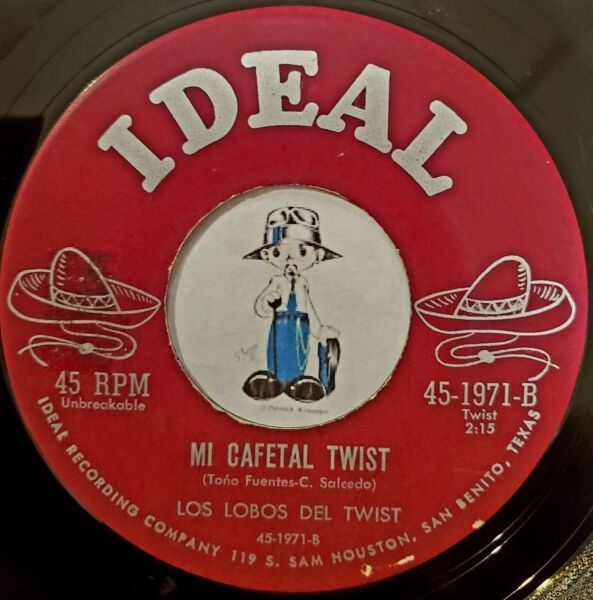 IDEAL
45 RPM
Unbreakable
45-1971-B
Twist
2:15
MI CAFETAL TWIST
(Toño Fuentes-C. Salcedo)
LOS LOBOS DEL TWIST
45-1971-B
IDEAL RECORDING COMPANY 119 S. SAM HOUSTON, SAN BENITO, TEXAS